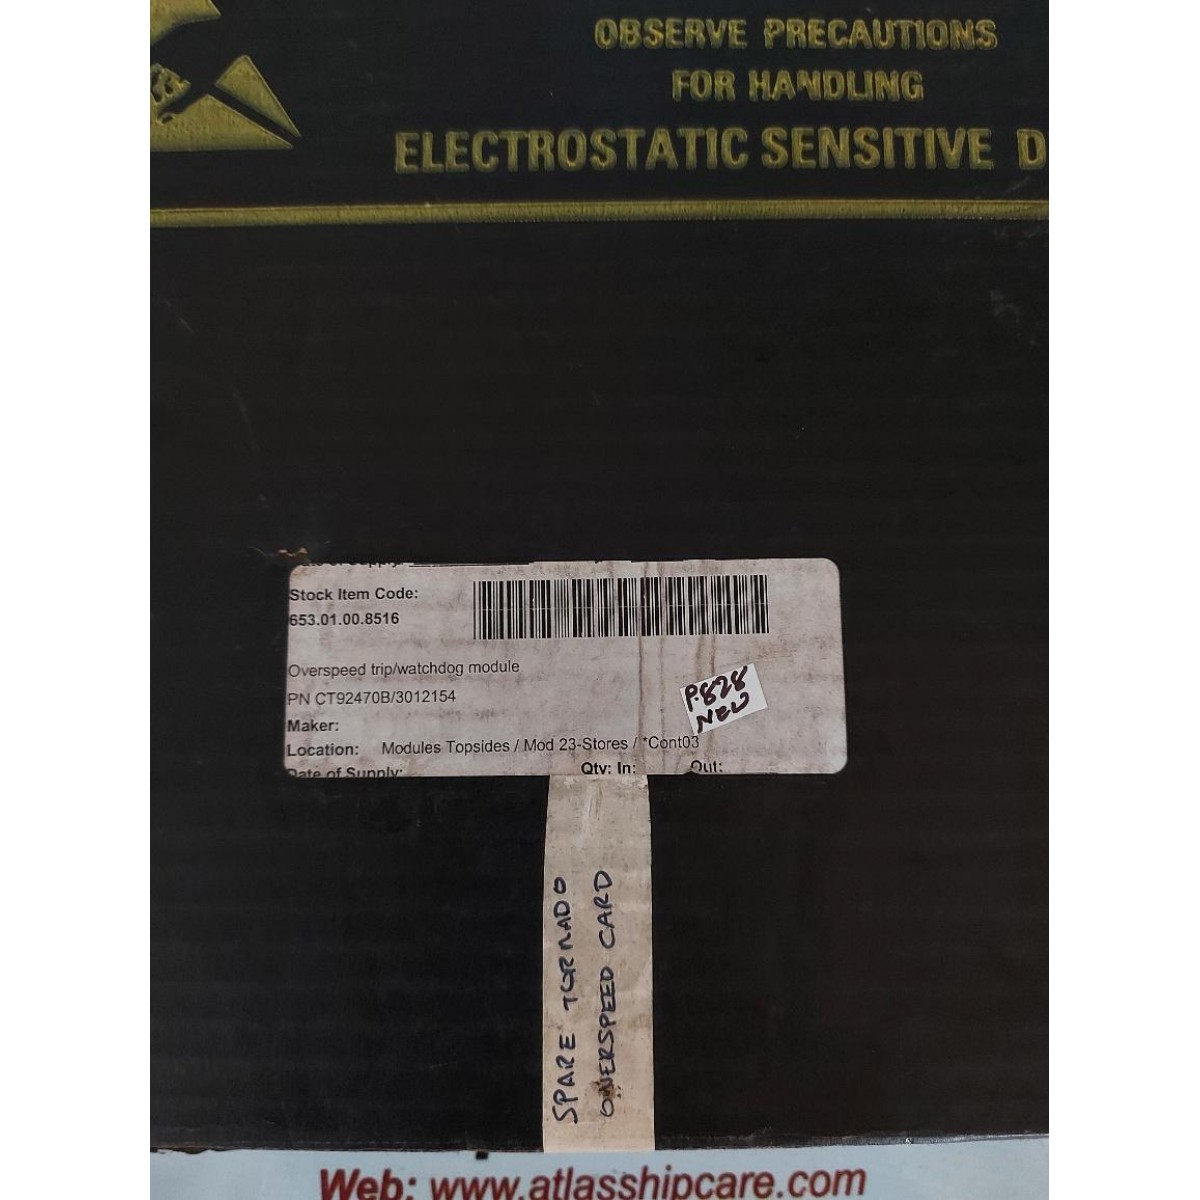 OBSERVE PRECAUTIONS
FOR HANDLING
ELECTROSTATIC SENSITIVE D
Stock Item Code:
653.01.00.8516
Overspeed trip/watchdog module
PN CT92470B/3012154
P.828
NEW
Maker:
Location: Modules Topsides / Mod 23-Stores / *Cont03
Date of Supply: Qty: In: Out:
SPARE TORNADO
OVERSPEED CARD
Web: www.atlasshipcare.com